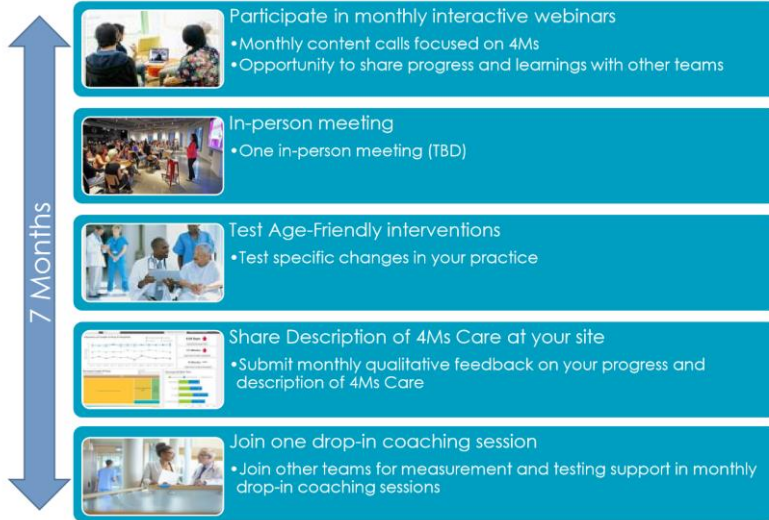 7 Months
Participate in monthly interactive webinars
•Monthly content calls focused on 4Ms
•Opportunity to share progress and learnings with other teams
In-person meeting
•One in-person meeting (TBD)
Test Age-Friendly interventions
•Test specific changes in your practice
Share Description of 4Ms Care at your site
•Submit monthly qualitative feedback on your progress and
description of 4Ms Care
Join one drop-in coaching session
•Join other teams for measurement and testing support in monthly
drop-in coaching sessions